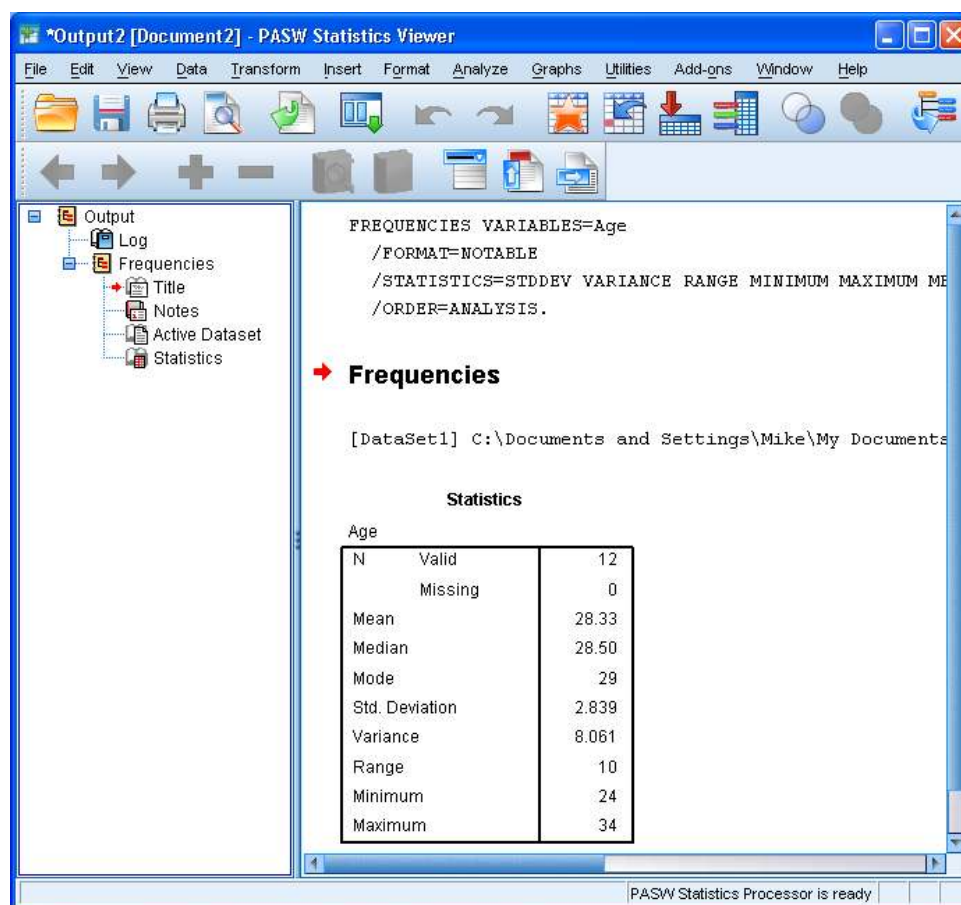 *Output2 [Document2] - PASW Statistics Viewer
File Edit View Data Transform Insert Format Analyze Graphs Utilities Add-ons Window Help
Output
Log
Frequencies
Title
Notes
Active Dataset
Statistics
FREQUENCIES VARIABLES=Age
/FORMAT=NOTABLE
/STATISTICS=STDDEV VARIANCE RANGE MINIMUM MAXIMUM ME
/ORDER=ANALYSIS.
Frequencies
[DataSet1] C:\Documents and Settings\Mike\My Documents
Statistics
Age
N Valid 12
Missing 0
Mean 28.33
Median 28.50
Mode 29
Std. Deviation 2.839
Variance 8.061
Range 10
Minimum 24
Maximum 34
PASW Statistics Processor is ready